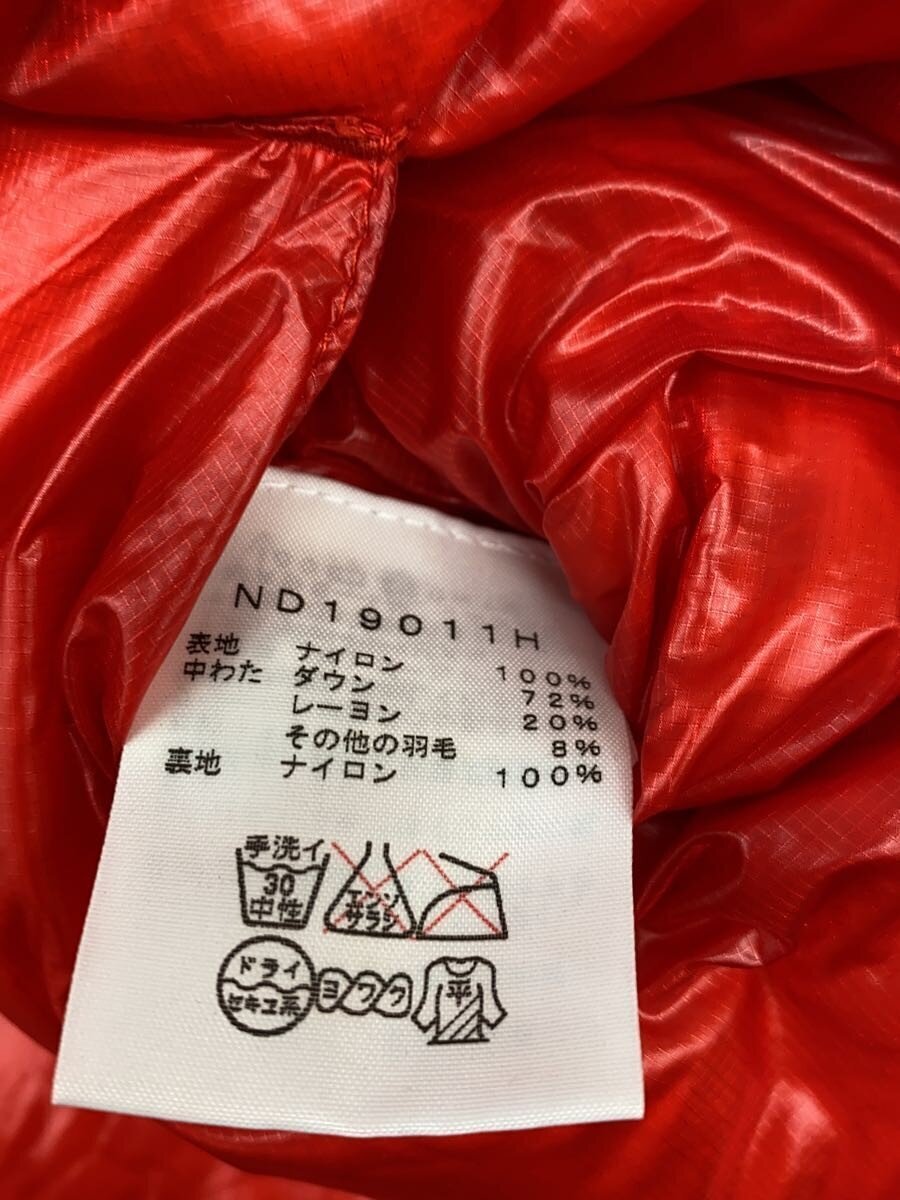 ND19011H
表地 ナイロン 100%
中わた ダウン 72%
レーヨン 20%
その他の羽毛 8%
裏地 ナイロン 100%
手洗イ
30
中性
エンソ
サラシ
ドライ
セキユ系
ヨワク
平